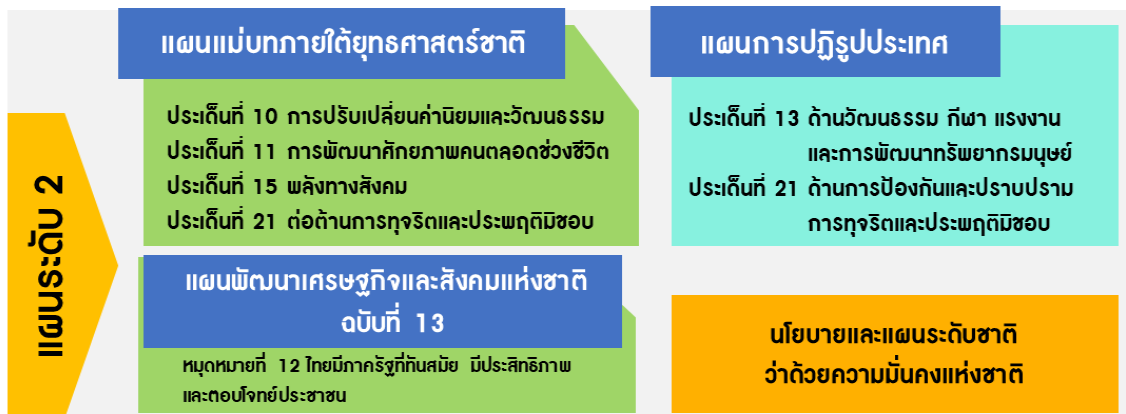 แผนระดับ 2
แผนแม่บทภายใต้ยุทธศาสตร์ชาติ
ประเด็นที่ 10 การปรับเปลี่ยนค่านิยมและวัฒนธรรม
ประเด็นที่ 11 การพัฒนาศักยภาพคนตลอดช่วงชีวิต
ประเด็นที่ 15 พลังทางสังคม
ประเด็นที่ 21 ต่อต้านการทุจริตและประพฤติมิชอบ
แผนการปฏิรูปประเทศ
ประเด็นที่ 13 ด้านวัฒนธรรม กีฬา แรงงาน
และการพัฒนาทรัพยากรมนุษย์
ประเด็นที่ 21 ด้านการป้องกันและปราบปราม
การทุจริตและประพฤติมิชอบ
แผนพัฒนาเศรษฐกิจและสังคมแห่งชาติ
ฉบับที่ 13
หมุดหมายที่ 12 ไทยมีภาครัฐที่ทันสมัย มีประสิทธิภาพ
และตอบโจทย์ประชาชน
นโยบายและแผนระดับชาติ
ว่าด้วยความมั่นคงแห่งชาติ